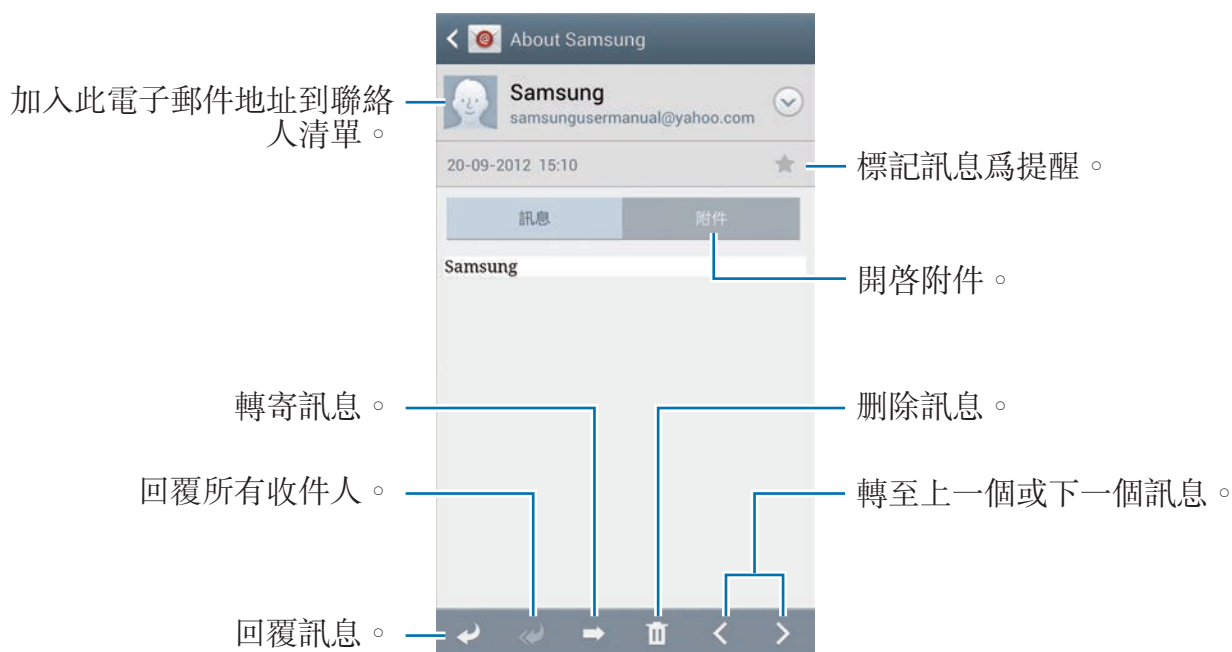 About Samsung
加入此電子郵件地址到聯絡
人清單。
Samsung
samsungusermanual@yahoo.com
20-09-2012 15:10
標記訊息爲提醒。
訊息
附件
Samsung
開啓附件。
轉寄訊息。
刪除訊息。
回覆所有收件人。
轉至上一個或下一個訊息。
回覆訊息。